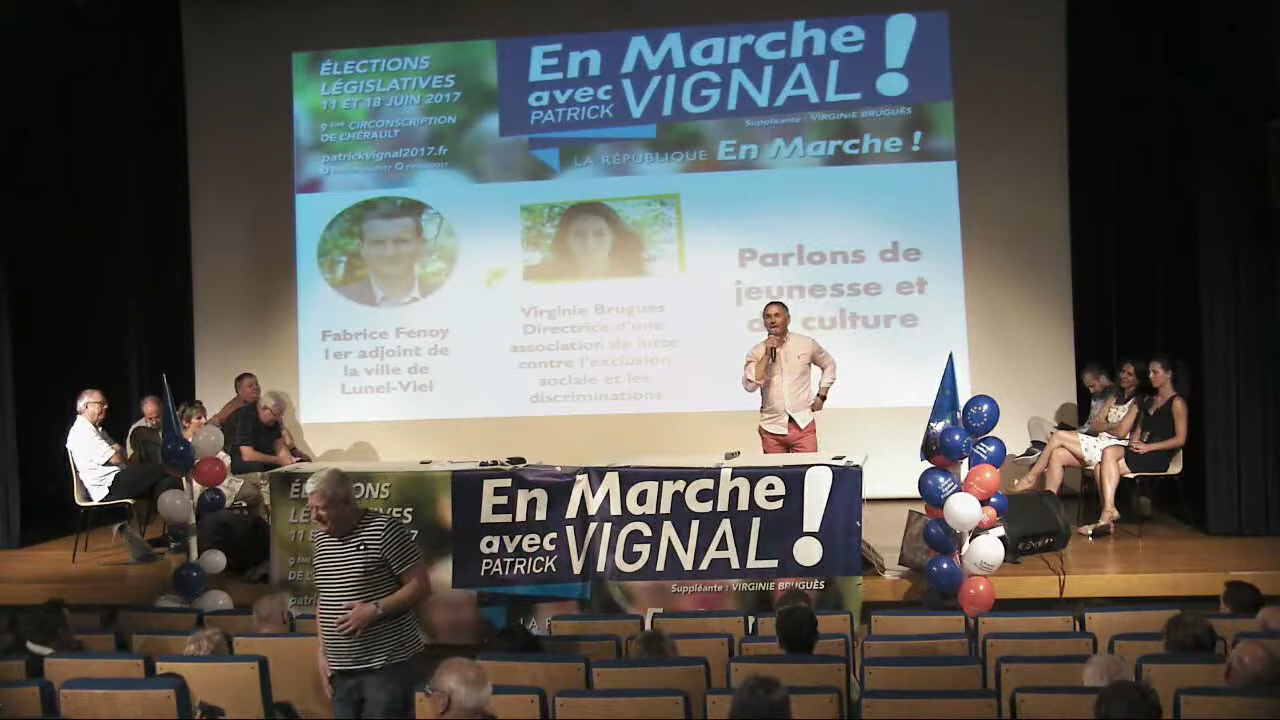 ÉLECTIONS
LÉGISLATIVES
11 ET 18 JUIN 2017
9 ÈME CIRCONSCRIPTION
DE L'HÉRAULT
patrickvignal2017.fr
En Marche
avec
PATRICK VIGNAL !
Suppléante : VIRGINIE BRUGUÈS
LA RÉPUBLIQUE En Marche !
Fabrice Fenoy
1er adjoint de
la ville de
Lunel-Viel
Virginie Bruguès
Directrice d'une
association de lutte
contre l'exclusion
sociale et les
discriminations
Parlons de
jeunesse et
culture
En Marche
avec
PATRICK VIGNAL !
Suppléante : VIRGINIE BRUGUÈS